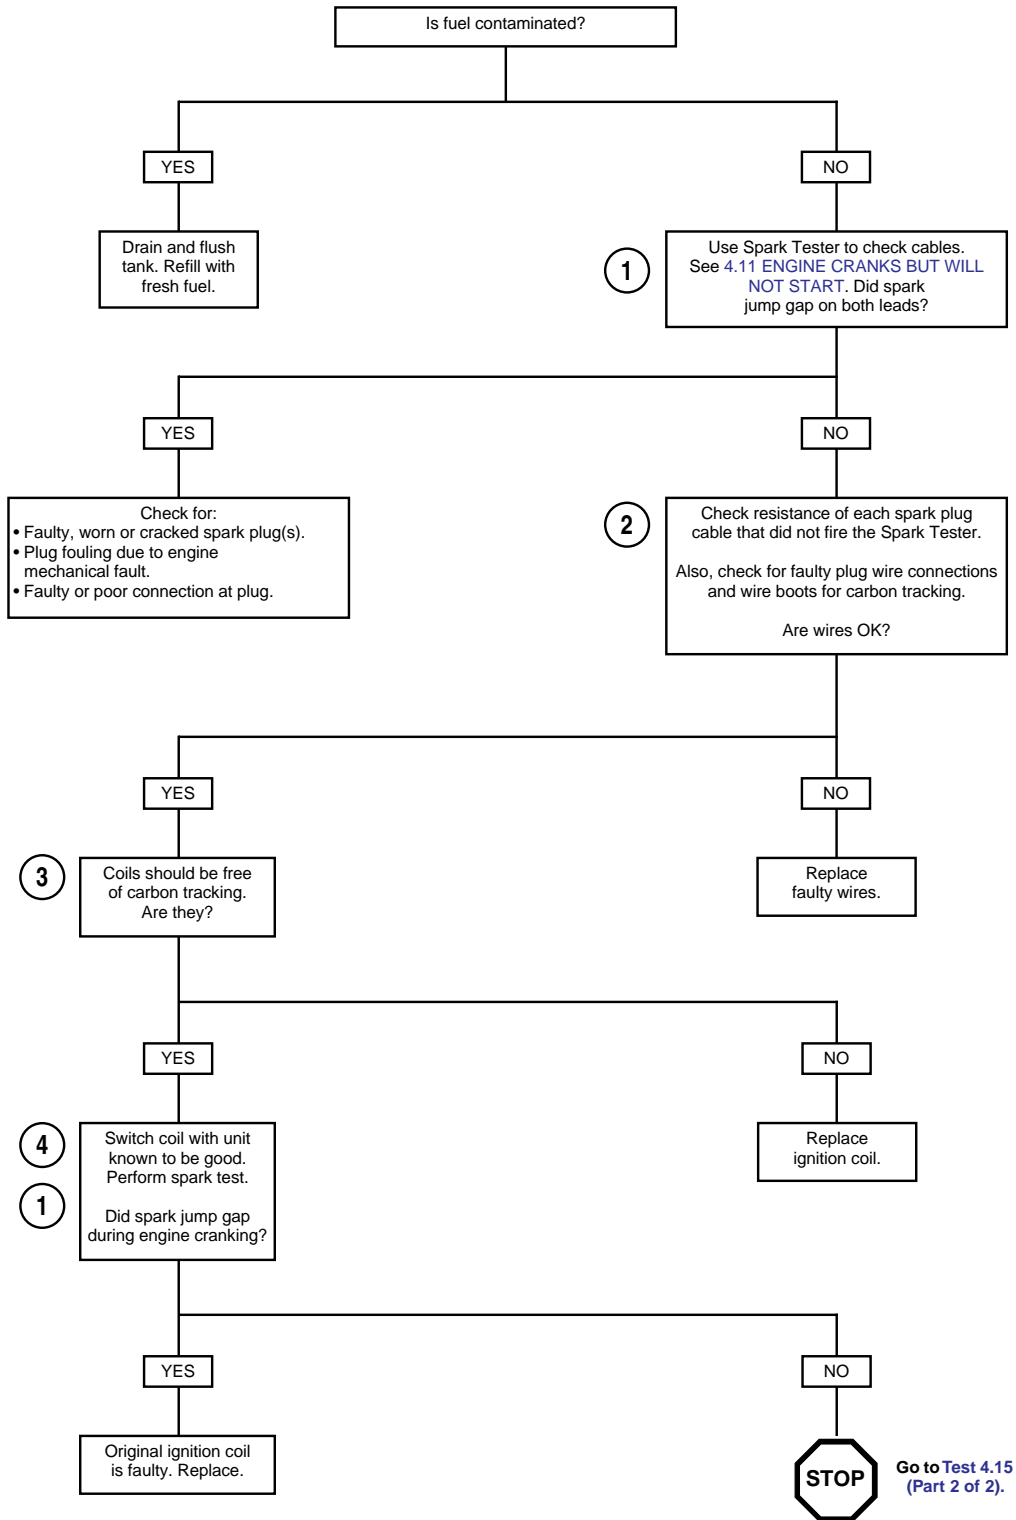 Is fuel contaminated?
YES
NO
Drain and flush
tank. Refill with
fresh fuel.
1
Use Spark Tester to check cables.
See 4.11 ENGINE CRANKS BUT WILL
NOT START. Did spark
jump gap on both leads?
YES
NO
Check for:
• Faulty, worn or cracked spark plug(s).
• Plug fouling due to engine
mechanical fault.
• Faulty or poor connection at plug.
2
Check resistance of each spark plug
cable that did not fire the Spark Tester.
Also, check for faulty plug wire connections
and wire boots for carbon tracking.
Are wires OK?
YES
NO
3
Coils should be free
of carbon tracking.
Are they?
Replace
faulty wires.
YES
NO
4
1
Switch coil with unit
known to be good.
Perform spark test.
Did spark jump gap
during engine cranking?
Replace
ignition coil.
YES
NO
Original ignition coil
is faulty. Replace.
STOP
Go to Test 4.15
(Part 2 of 2).